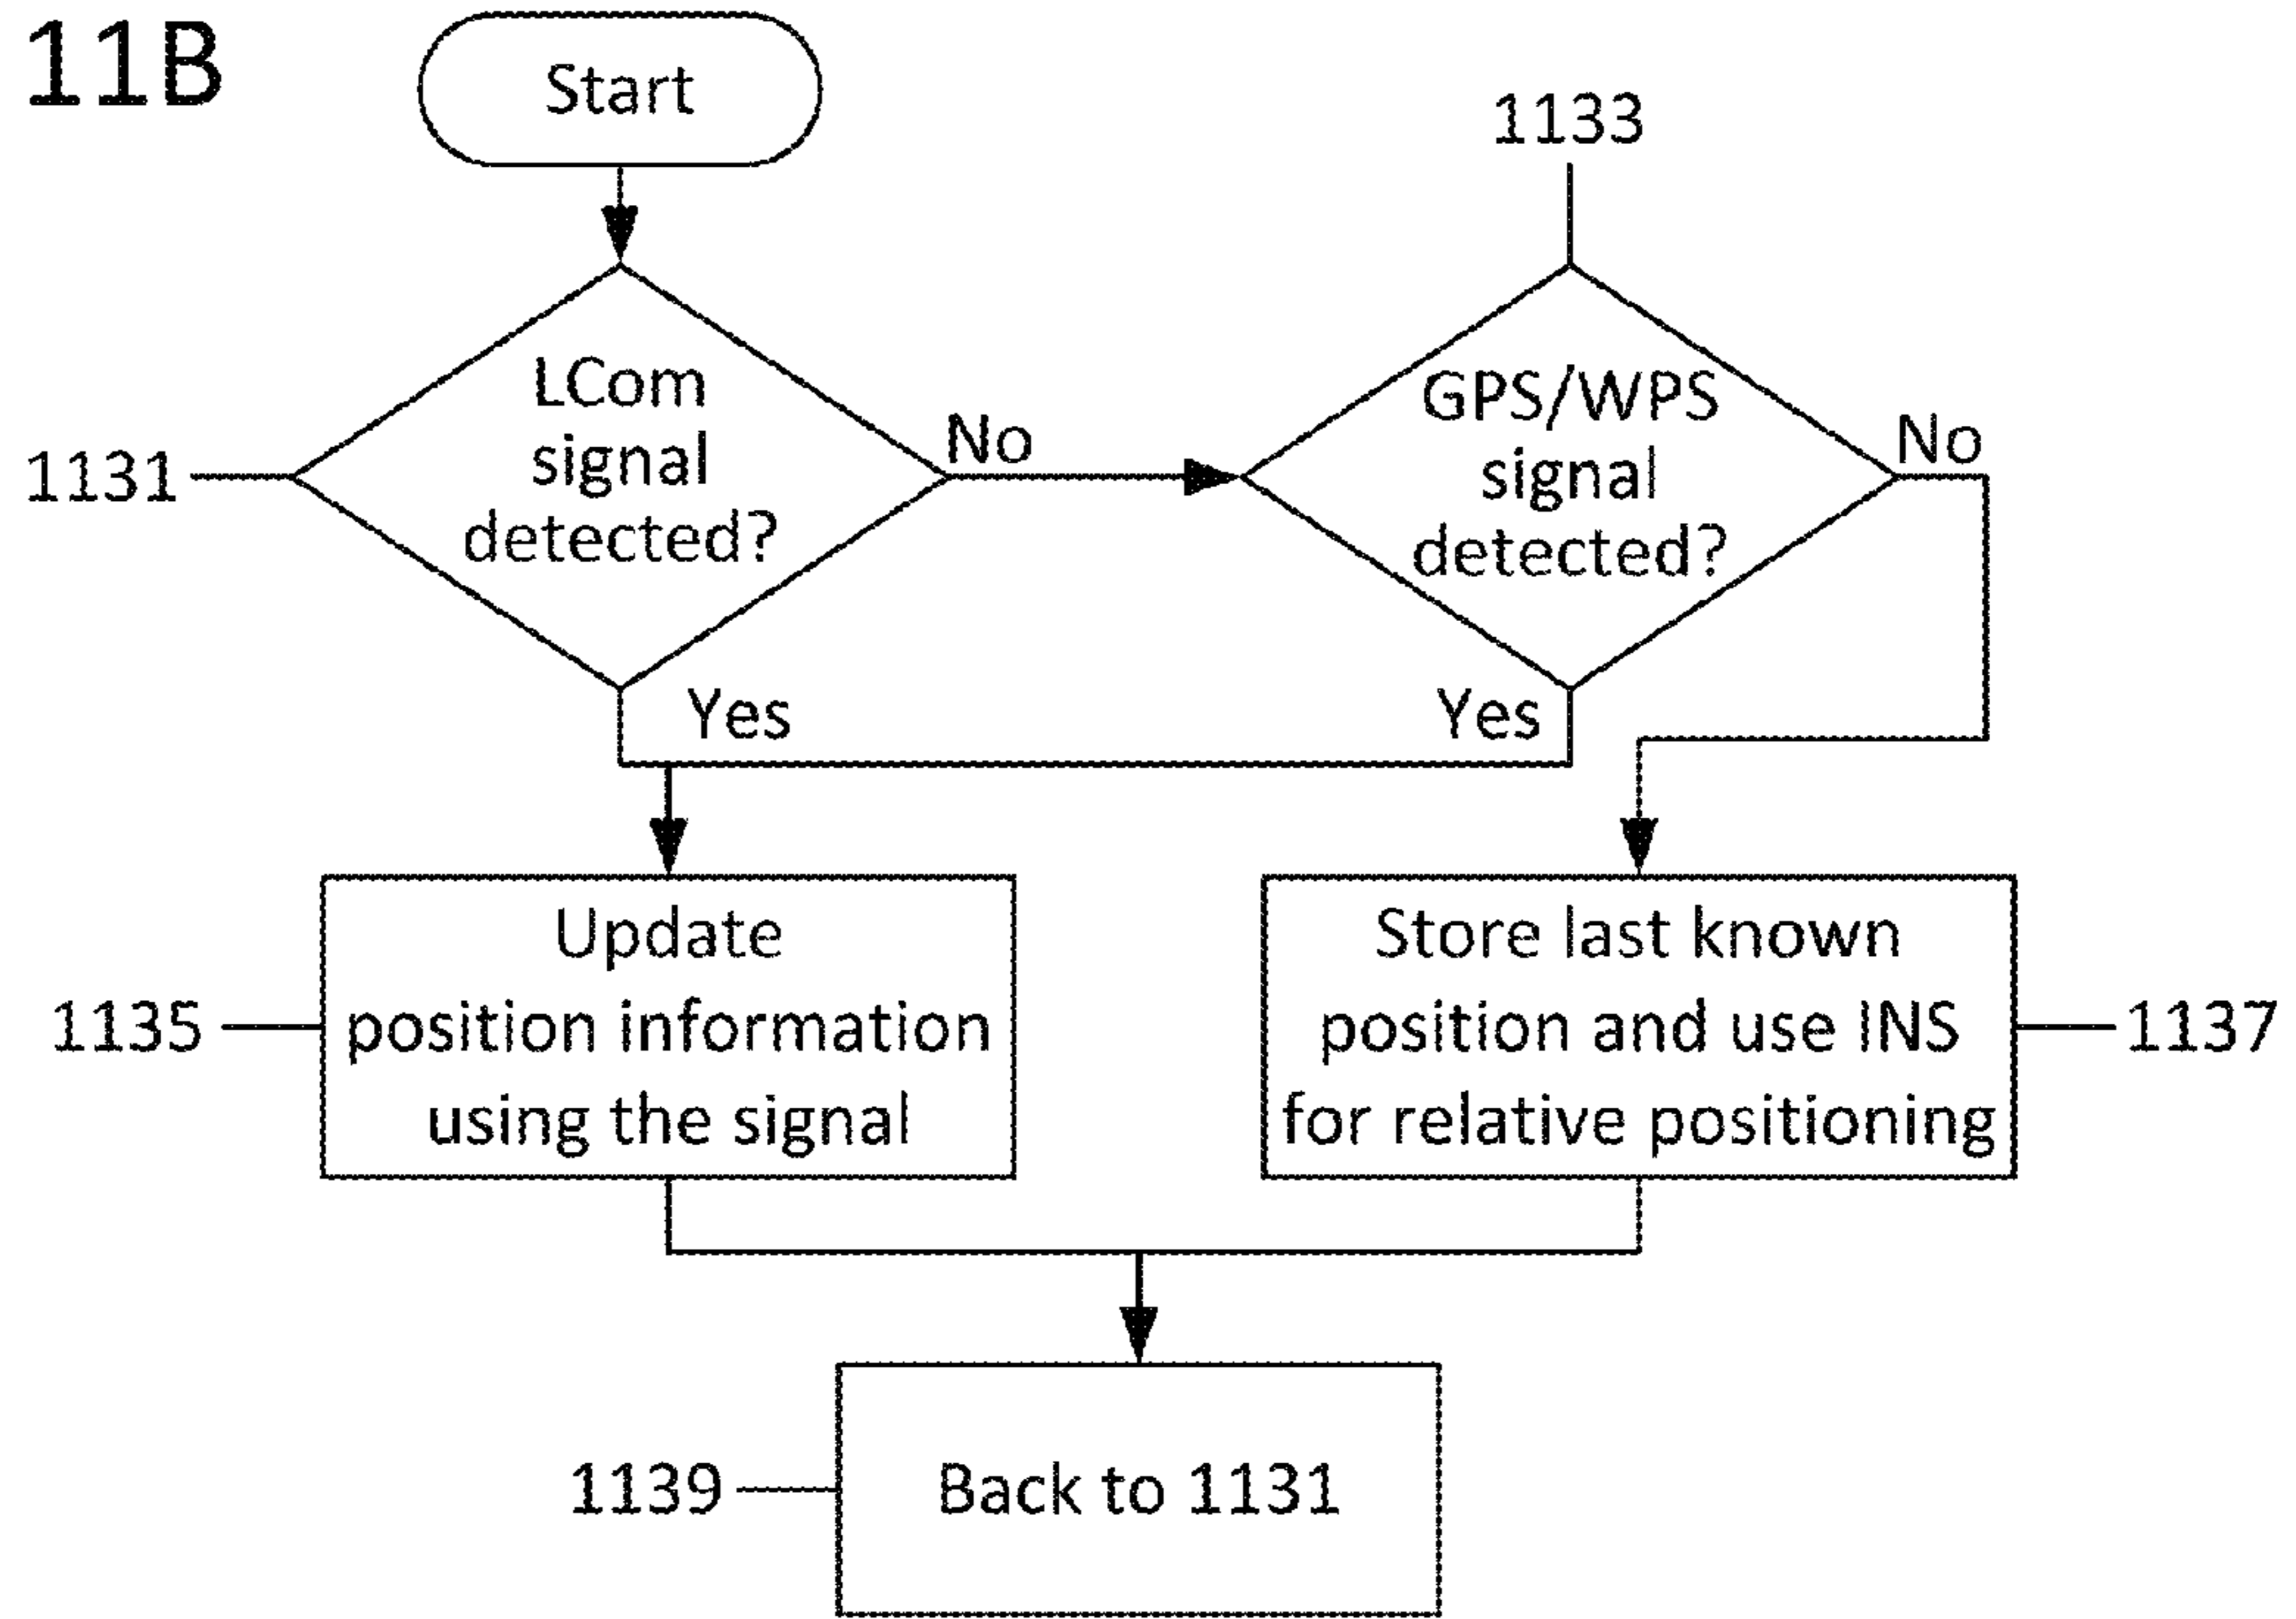 11B
Start
1133
LCom
signal
detected?
No
GPS/WPS
signal
detected?
No
1131
Yes
Yes
Update
position information
using the signal
1135
Store last known
position and use INS
for relative positioning
1137
1139
Back to 1131